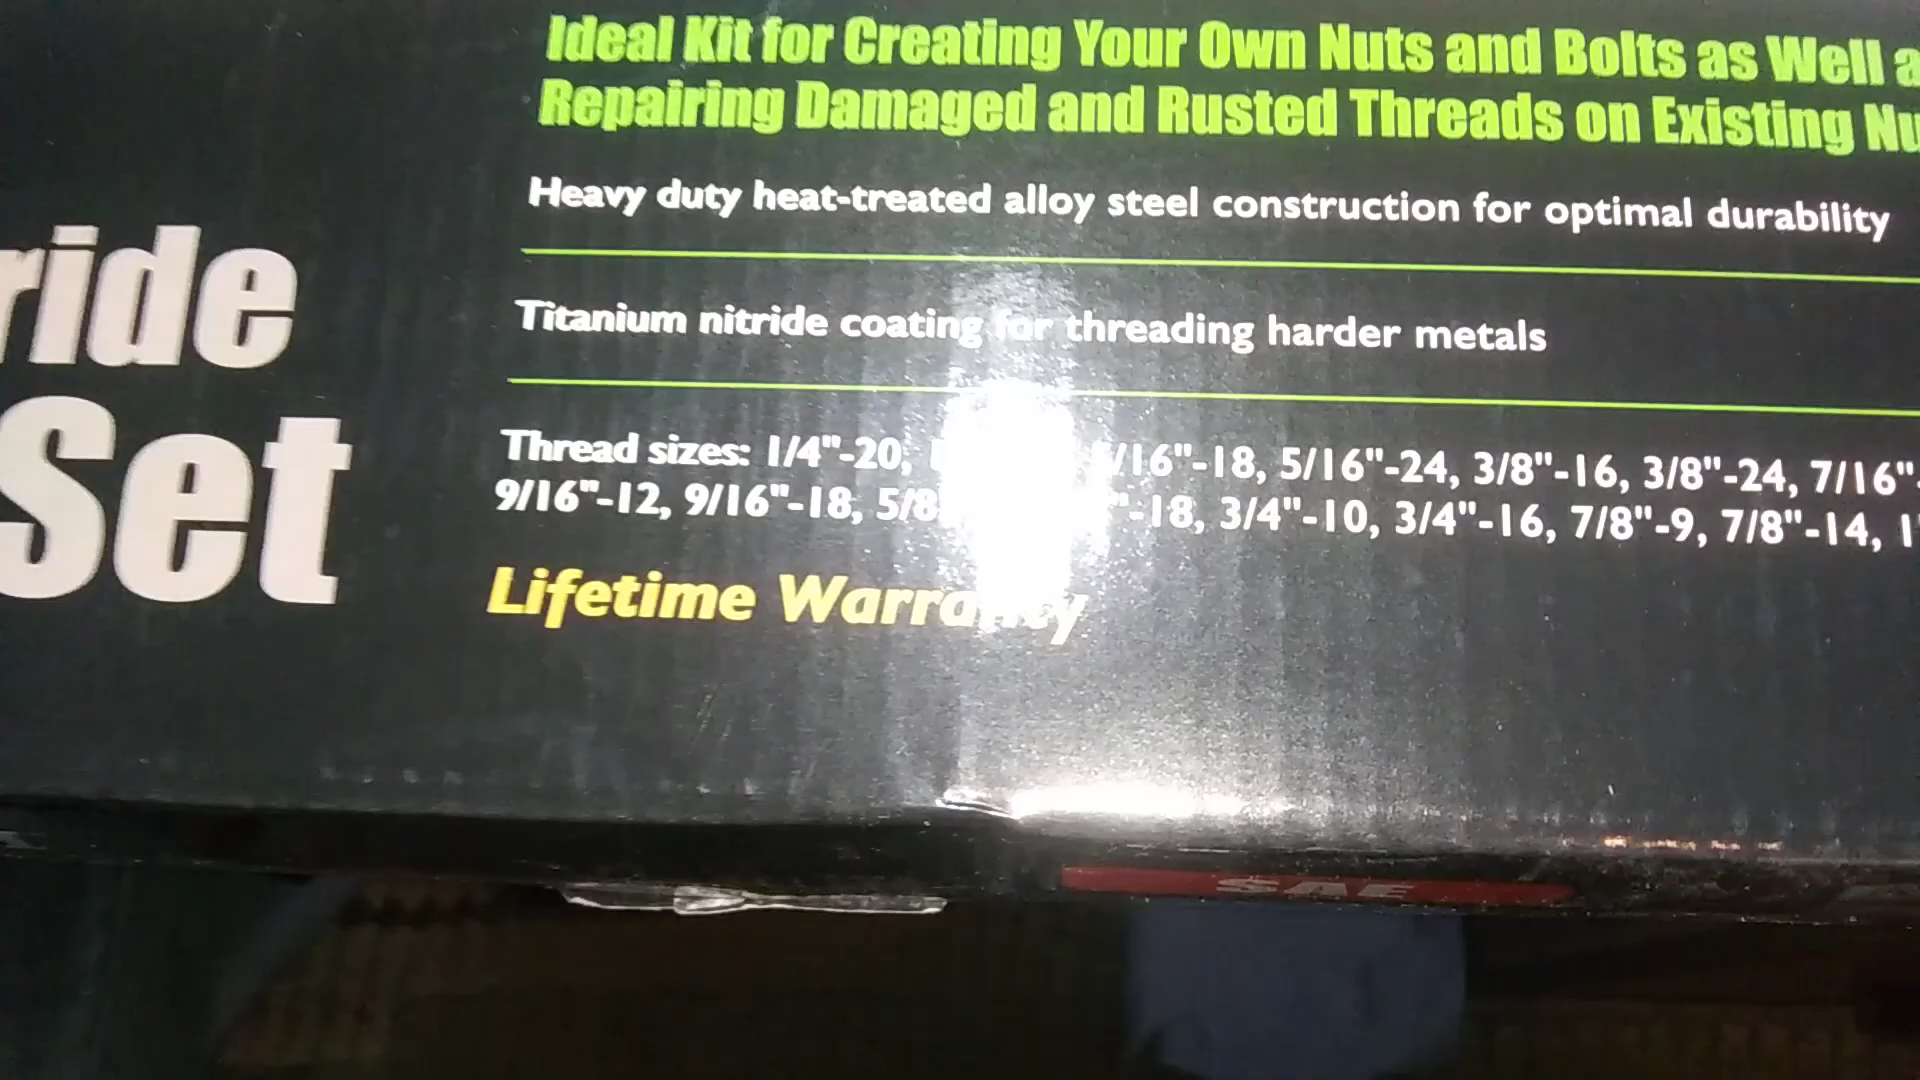 Ideal Kit for Creating Your Own Nuts and Bolts as Well
Repairing Damaged and Rusted Threads on Existing
Heavy duty heat-treated alloy steel construction for optimal durability
Titanium nitride coating for threading harder metals
Thread sizes: 1/4"-20, /16"-18, 5/16"-24, 3/8"-16, 3/8"-24, 7/16"-
9/16"-12, 9/16"-18, 5/8 "-18, 3/4"-10, 3/4"-16, 7/8"-9, 7/8"-14,
Lifetime Warranty
ride
Set
SAE